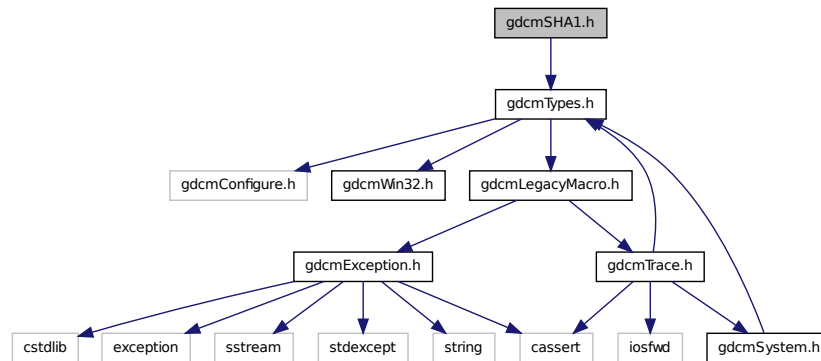 gdcmSHA1.h
gdcmTypes.h
gdcmConfigure.h
gdcmWin32.h
gdcmLegacyMacro.h
gdcmException.h
gdcmTrace.h
cstdlib
exception
sstream
stdexcept
string
cassert
iosfwd
gdcmSystem.h